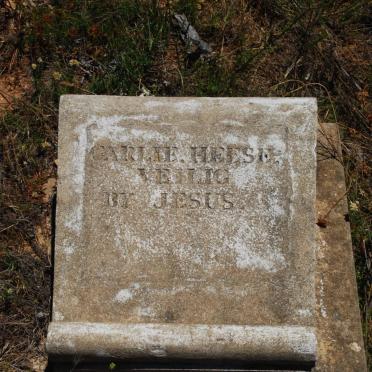 CARLIE. HEESE.
VEILIG
BY JESUS.